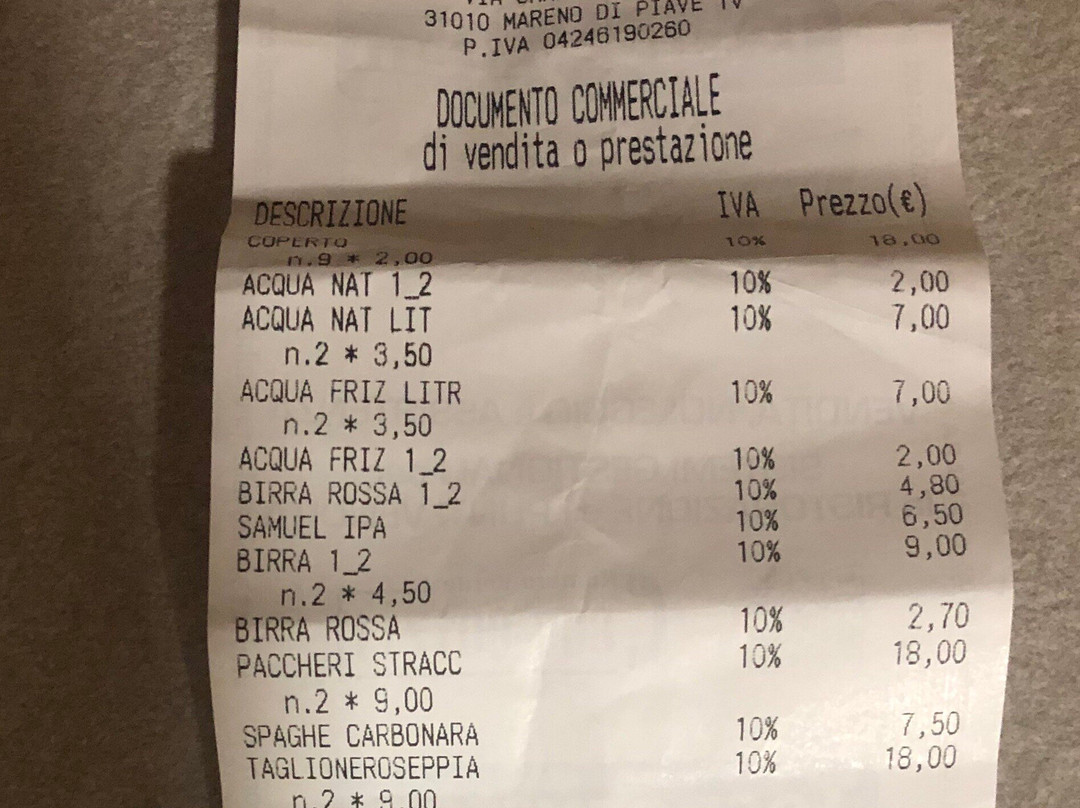 31010 MARENO DI PIAVE TV
P.IVA 04246190260
DOCUMENTO COMMERCIALE
di vendita o prestazione
DESCRIZIONE IVA Prezzo(€)
COPERTO 10% 18,00
n.9 * 2,00
ACQUA NAT 1_2 10% 2,00
ACQUA NAT LIT 10% 7,00
n.2 * 3,50
ACQUA FRIZ LITR 10% 7,00
n.2 * 3,50
ACQUA FRIZ 1_2 10% 2,00
BIRRA ROSSA 1_2 10% 4,80
SAMUEL IPA 10% 6,50
BIRRA 1_2 10% 9,00
n.2 * 4,50
BIRRA ROSSA 10% 2,70
PACCHERI STRACC 10% 18,00
n.2 * 9,00
SPAGHE CARBONARA 10% 7,50
TAGLIONEROSEPPIA 10% 18,00
n.2 * 9,00